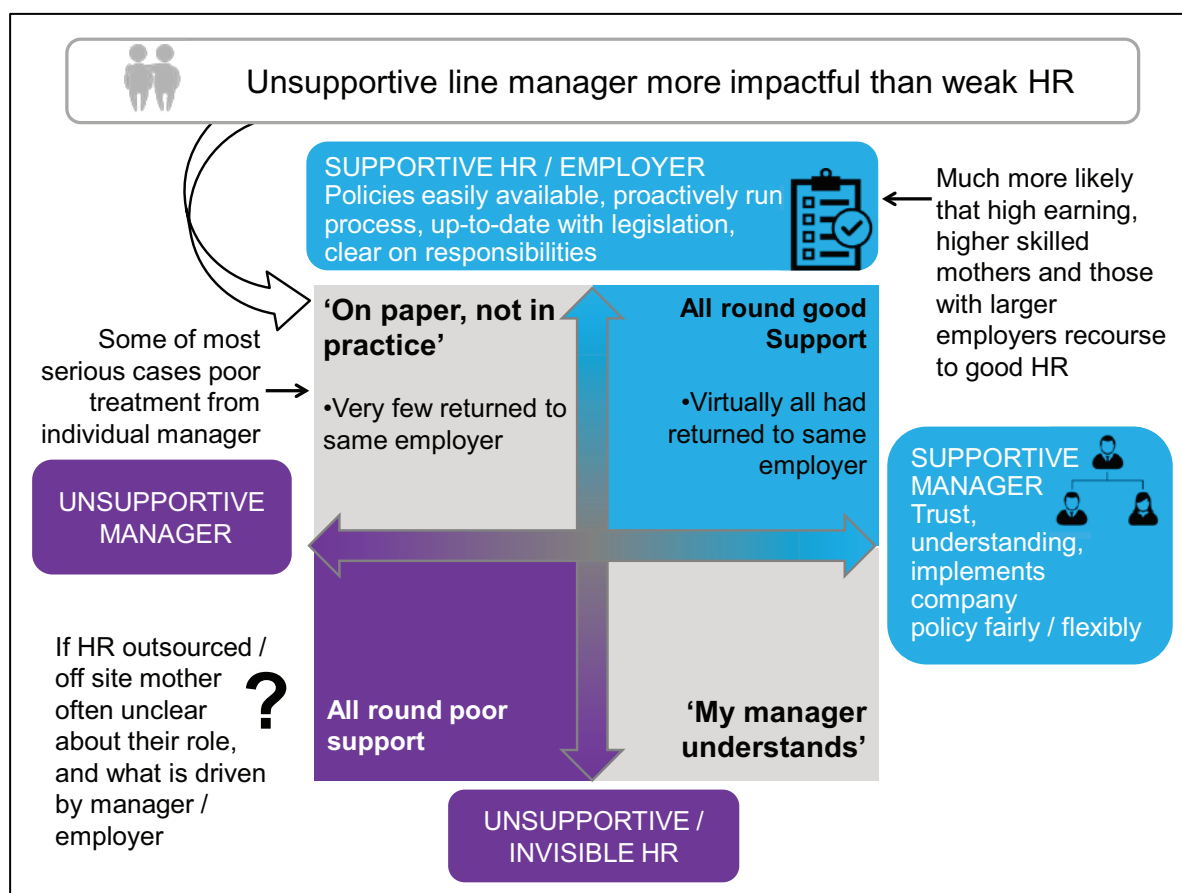 Unsupportive line manager more impactful than weak HR
SUPPORTIVE HR / EMPLOYER
Policies easily available, proactively run
process, up-to-date with legislation,
clear on responsibilities
Much more likely
that high earning,
higher skilled
mothers and those
with larger
employers recourse
to good HR
‘On paper, not in
practice’
•Very few returned to
same employer
All round good
Support
•Virtually all had
returned to same
employer
Some of most
serious cases poor
treatment from
individual manager
UNSUPPORTIVE
MANAGER
SUPPORTIVE
MANAGER
Trust,
understanding,
implements
company
policy fairly / flexibly
If HR outsourced /
off site mother
often unclear
about their role,
and what is driven
by manager /
employer
?
All round poor
support
‘My manager
understands’
UNSUPPORTIVE /
INVISIBLE HR